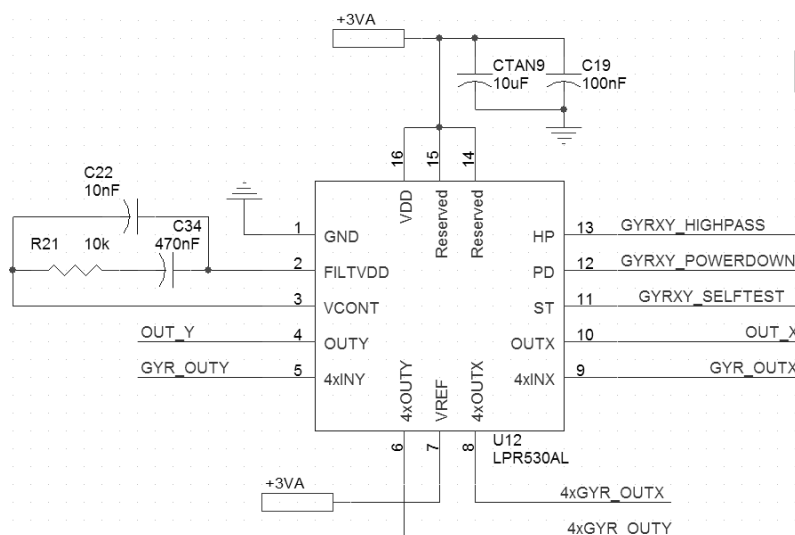 +3VA
CTAN9
10uF
C19
100nF
16
15
14
C22
10nF
C34
470nF
R21 10k
VDD
Reserved
Reserved
1 GND
2 FILTVDD
3 VCONT
OUT_Y 4 OUTY
GYR_OUTY 5 4xINY
HP 13 GYRXY_HIGHPASS
PD 12 GYRXY_POWERDOWN
ST 11 GYRXY_SELFTEST
OUTX 10 OUT_X
4xINX 9 GYR_OUTX
4xOUTY
VREF
4xOUTX
6
7
8
U12
LPR530AL
+3VA
4xGYR_OUTX
4xGYR_OUTY